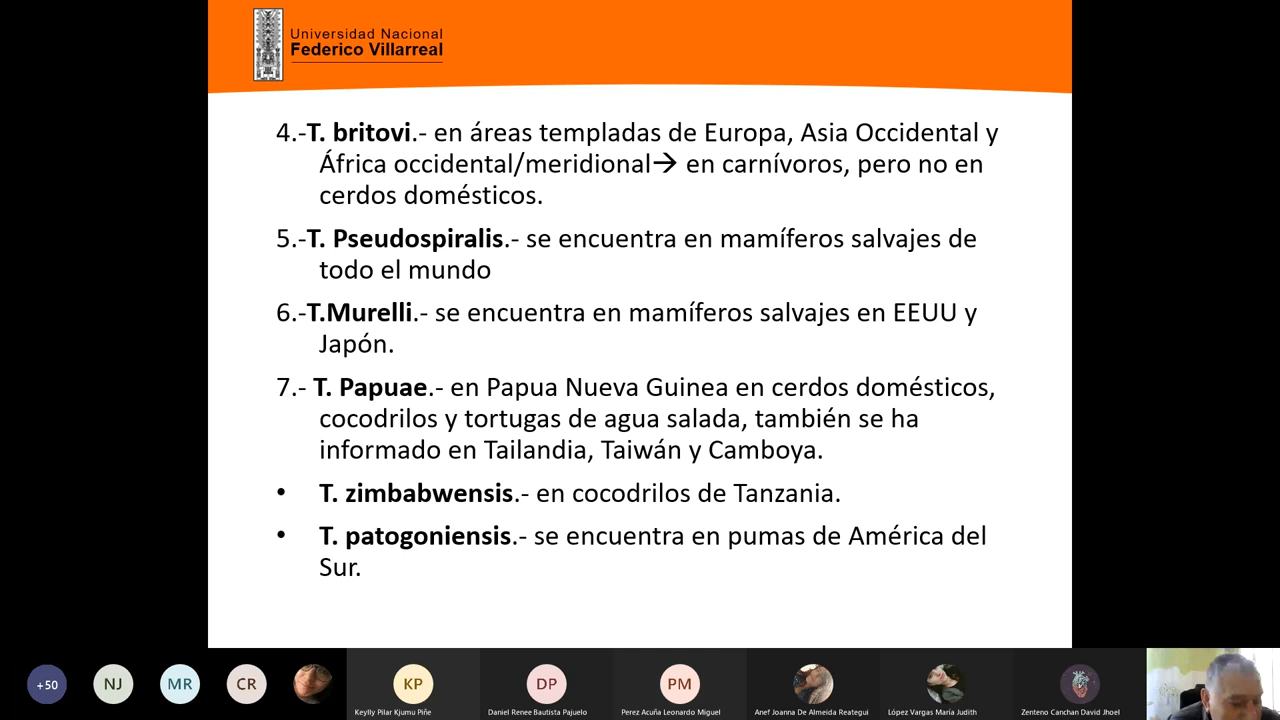 Universidad Nacional
Federico Villarreal
4.-T. britovi.- en áreas templadas de Europa, Asia Occidental y
África occidental/meridional→ en carnívoros, pero no en
cerdos domésticos.
5.-T. Pseudospiralis.- se encuentra en mamíferos salvajes de
todo el mundo
6.-T.Murelli.- se encuentra en mamíferos salvajes en EEUU y
Japón.
7.- T. Papuae.- en Papua Nueva Guinea en cerdos domésticos,
cocodrilos y tortugas de agua salada, también se ha
informado en Tailandia, Taiwán y Camboya.
• T. zimbabwensis.- en cocodrilos de Tanzania.
• T. patogoniensis.- se encuentra en pumas de América del
Sur.
+50
NJ
MR
CR
KP
DP
PM
Keylly Pilar Kjumu Piñe
Daniel Renee Bautista Pajuelo
Perez Acuña Leonardo Miguel
Anef Joanna De Almeida Reategui
López Vargas María Judith
Zenteno Canchan David Jhoel